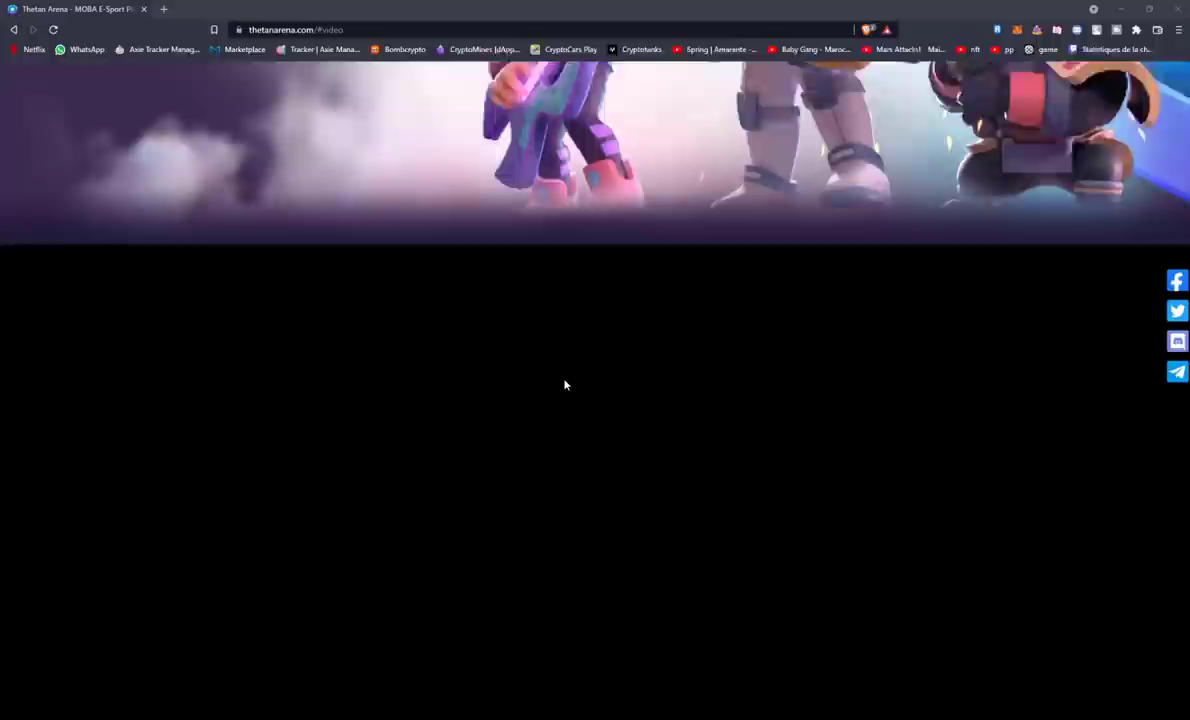 Thetan Arena - MOBA E-Sport Pl
thetanarena.com/#video
Netflix WhatsApp Axie Tracker Manag... Marketplace Tracker | Axie Mana... Bombcrypto CryptoMines [dApp... CryptoCars Play Cryptotanks Spring | Amarante -... Baby Gang - Maroc... Mars Attacks! Mai... nft pp game Statistiques de la ch...